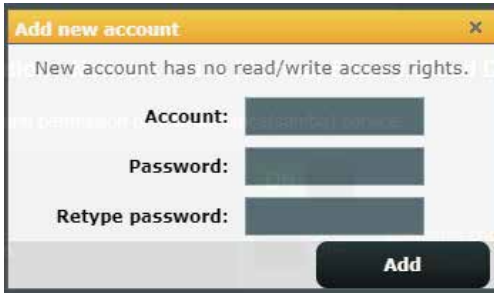 Add new account
×
New account has no read/write access rights.
Account:
Password:
Retype password:
Add